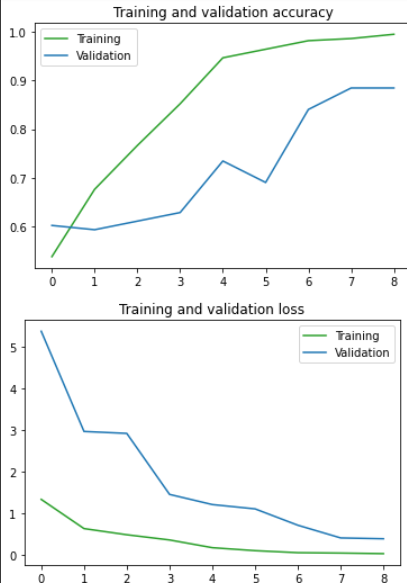 Training and validation accuracy
1.0
0.9
0.8
0.7
0.6
Training
Validation
0 1 2 3 4 5 6 7 8
Training and validation loss
5
4
3
2
1
0
Training
Validation
0 1 2 3 4 5 6 7 8